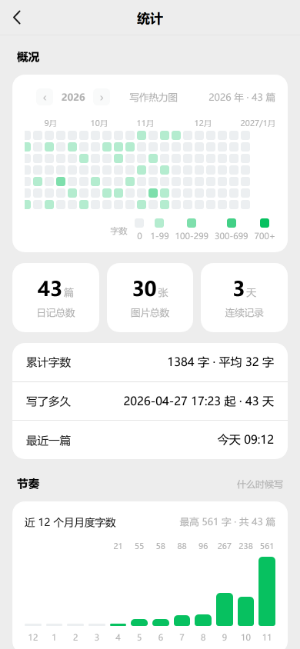 统计
概况
‹ 2026 › 写作热力图 2026 年 · 43 篇
9月 10月 11月 12月 2027/1月
字数 0 1-99 100-299 300-699 700+
43篇 30张 3天
日记总数 图片总数 连续记录
累计字数 1384 字 · 平均 32 字
写了多久 2026-04-27 17:23 起 · 43 天
最近一篇 今天 09:12
节奏 什么时候写
近 12 个月月度字数 最高 561 字 · 共 43 篇
21 55 58 88 96 267 238 561
12 1 2 3 4 5 6 7 8 9 10 11